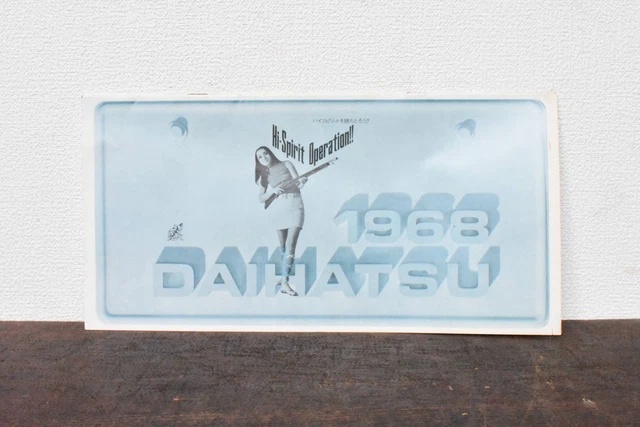 Hi-Spirit Operation!!
1968
DAIHATSU